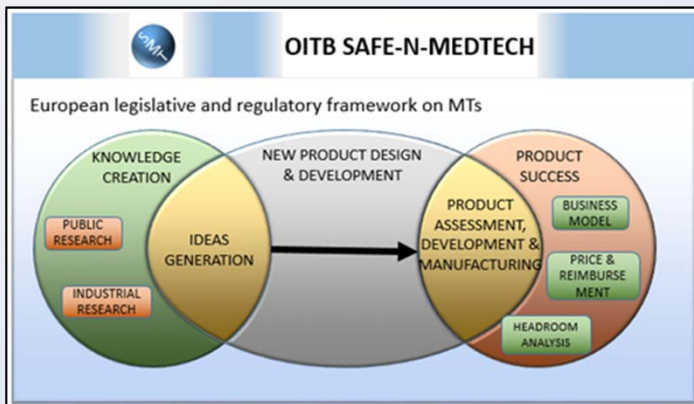 SMT
OITB SAFE-N-MEDTECH
European legislative and regulatory framework on MTs
KNOWLEDGE
CREATION
PUBLIC
RESEARCH
INDUSTRIAL
RESEARCH
IDEAS
GENERATION
NEW PRODUCT DESIGN
& DEVELOPMENT
PRODUCT
ASSESSMENT,
DEVELOPMENT &
MANUFACTURING
PRODUCT
SUCCESS
BUSINESS
MODEL
PRICE &
REIMBURSE
MENT
HEADROOM
ANALYSIS